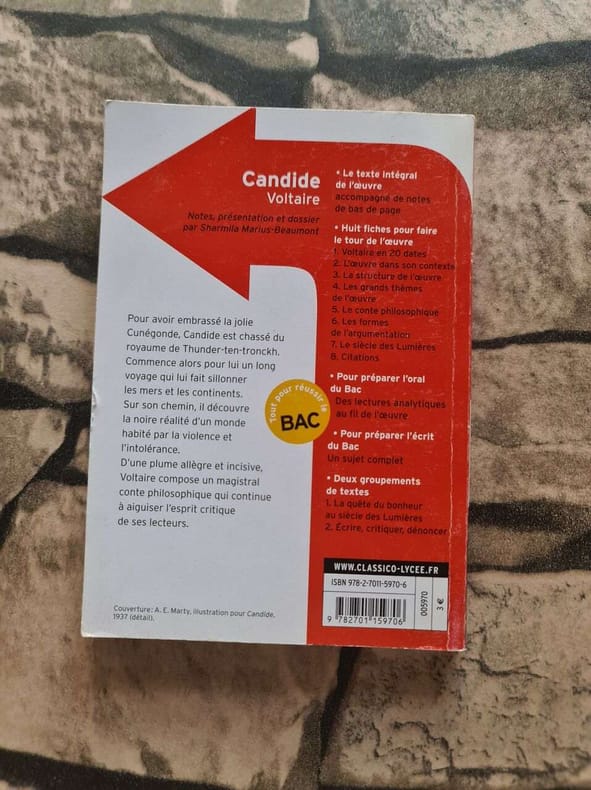 Candide
Voltaire
Notes, présentation et dossier
par Sharmila Marius-Beaumont
Pour avoir embrassé la jolie
Cunégonde, Candide est chassé du
royaume de Thunder-ten-tronckh.
Commence alors pour lui un long
voyage qui lui fait sillonner
les mers et les continents.
Sur son chemin, il découvre
la noire réalité d'un monde
habité par la violence et
l'intolérance.
D'une plume allègre et incisive,
Voltaire compose un magistral
conte philosophique qui continue
à aiguiser l'esprit critique
de ses lecteurs.
Couverture : A. E. Marty, illustration pour Candide,
1937 (détail).
Tout pour réussir le
BAC
• Le texte intégral
de l'œuvre
accompagné de notes
de bas de page
• Huit fiches pour faire
le tour de l'œuvre
1. Voltaire en 20 dates
2. L'œuvre dans son contexte
3. La structure de l'œuvre
4. Les grands thèmes
de l'œuvre
5. Le conte philosophique
6. Les formes
de l'argumentation
7. Le siècle des Lumières
8. Citations
• Pour préparer l'oral
du Bac
Des lectures analytiques
au fil de l'œuvre
• Pour préparer l'écrit
du Bac
Un sujet complet
• Deux groupements
de textes
1. La quête du bonheur
au siècle des Lumières
2. Écrire, critiquer, dénoncer
WWW.CLASSICO-LYCEE.FR
ISBN 978-2-7011-5970-6
9 782701 159706
005970
3 €